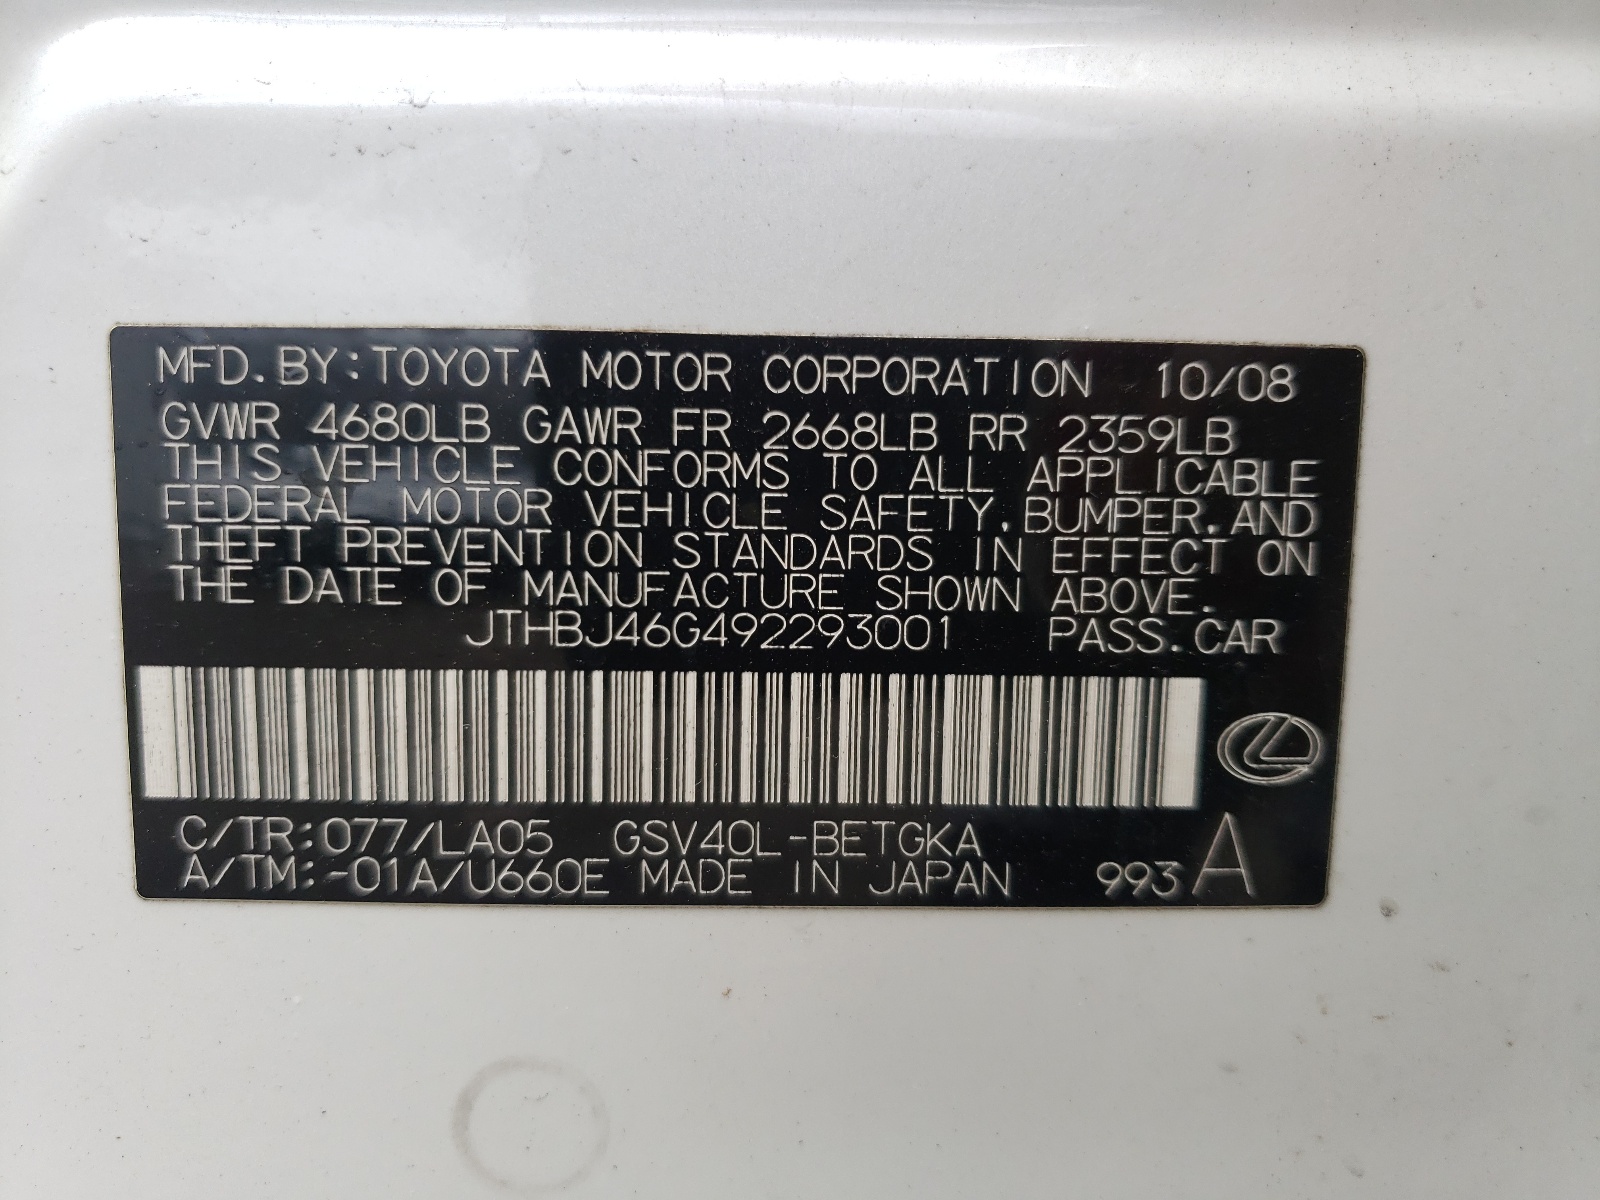 MFD. BY: TOYOTA MOTOR CORPORATION 10/08
GVWR 4680LB GAWR FR 2668LB RR 2359LB
THIS VEHICLE CONFORMS TO ALL APPLICABLE
FEDERAL MOTOR VEHICLE SAFETY, BUMPER, AND
THEFT PREVENTION STANDARDS IN EFFECT ON
THE DATE OF MANUFACTURE SHOWN ABOVE.
JTHBJ46G492293001 PASS. CAR
C/TR: 077/LA05 GSV40L-BETGKA
A/TM: -01A/U660E MADE IN JAPAN 993 A